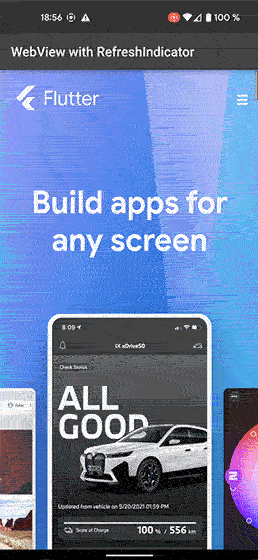 18:56
100 %
WebView with RefreshIndicator
Flutter
Build apps for
any screen
8:09
iX xDrive50
Check Status
ALL
GOOD
Updated from vehicle on 9/20/2021 01:59 PM
State of Charge
100 % / 556 km